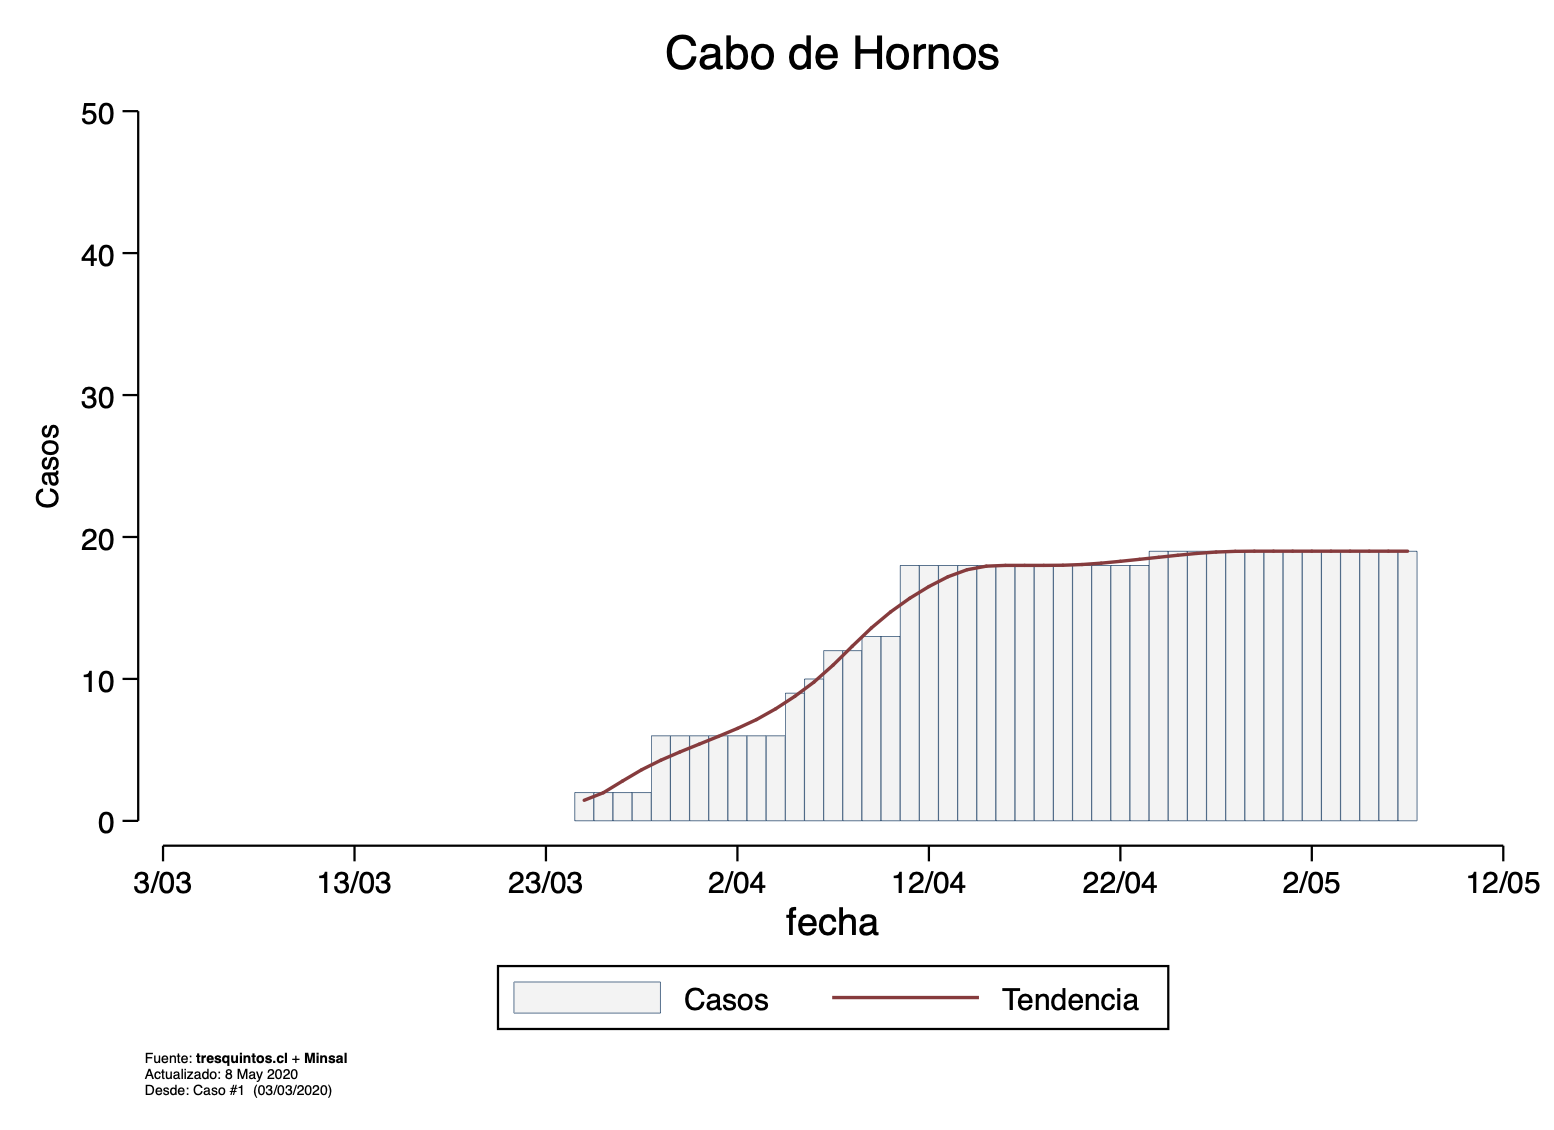 Cabo de Hornos
50
40
30
20
10
0
Casos
3/03 13/03 23/03 2/04 12/04 22/04 2/05 12/05
fecha
Casos Tendencia
Fuente: tresquintos.cl + Minsal
Actualizado: 8 May 2020
Desde: Caso #1 (03/03/2020)